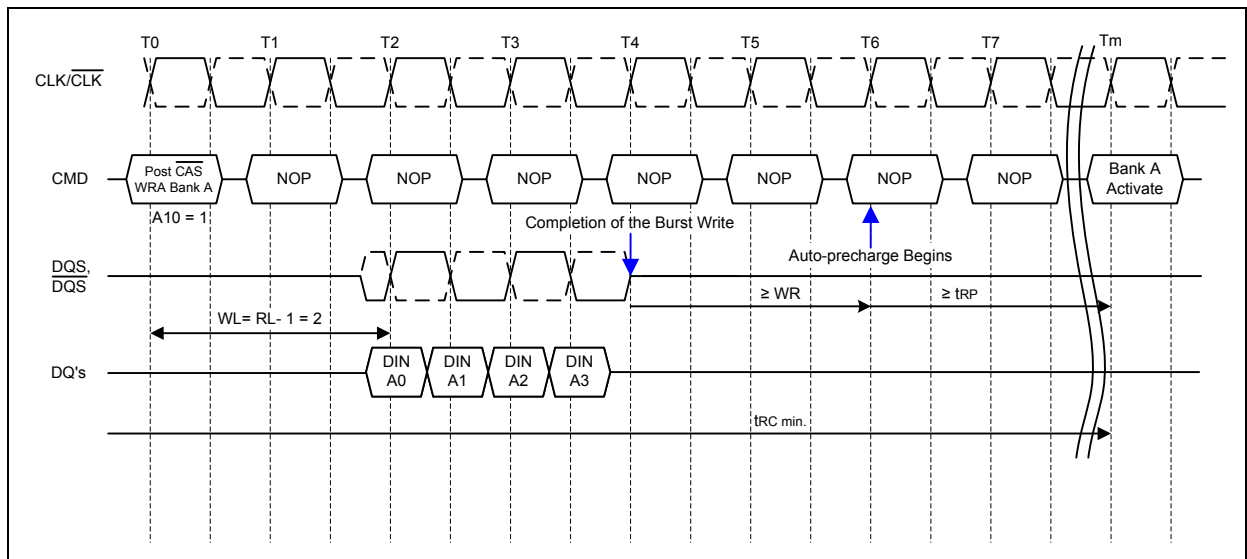 T0 T1 T2 T3 T4 T5 T6 T7 Tm
CLK/CLK
CMD
Post CAS
WRA Bank A
NOP NOP NOP NOP NOP NOP NOP
Bank A
Activate
A10 = 1
Completion of the Burst Write
Auto-precharge Begins
DQS,
DQS
≥ WR
≥ tRP
WL= RL- 1 = 2
DQ's
DIN
A0
DIN
A1
DIN
A2
DIN
A3
tRC min.